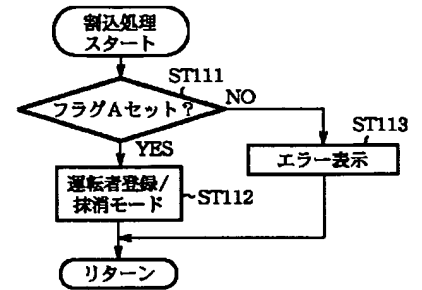 割込処理
スタート
ST111
フラグAセット?
NO
YES
ST113
エラー表示
運転者登録/
抹消モード
ST112
リターン